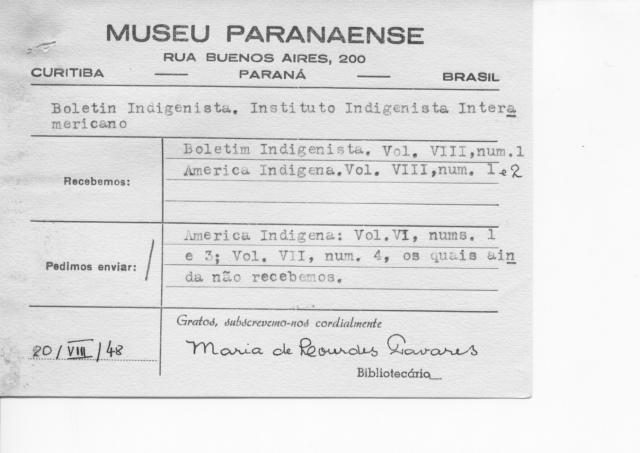 MUSEU PARANAENSE
RUA BUENOS AIRES, 200
CURITIBA — PARANÁ — BRASIL
Boletin Indigenista. Instituto Indigenista Intera
mericano
Recebemos:
Boletim Indigenista. Vol. VIII,num.1
America Indigena.Vol. VIII,num. 1 e 2
Pedimos enviar: /
America Indigena: Vol.VI, nums. 1
e 3; Vol. VII, num. 4, os quais ain
da não recebemos.
Gratos, subscrevemo-nos cordialmente
20/VIII/48
Maria de Lourdes Tavares
Bibliotecário